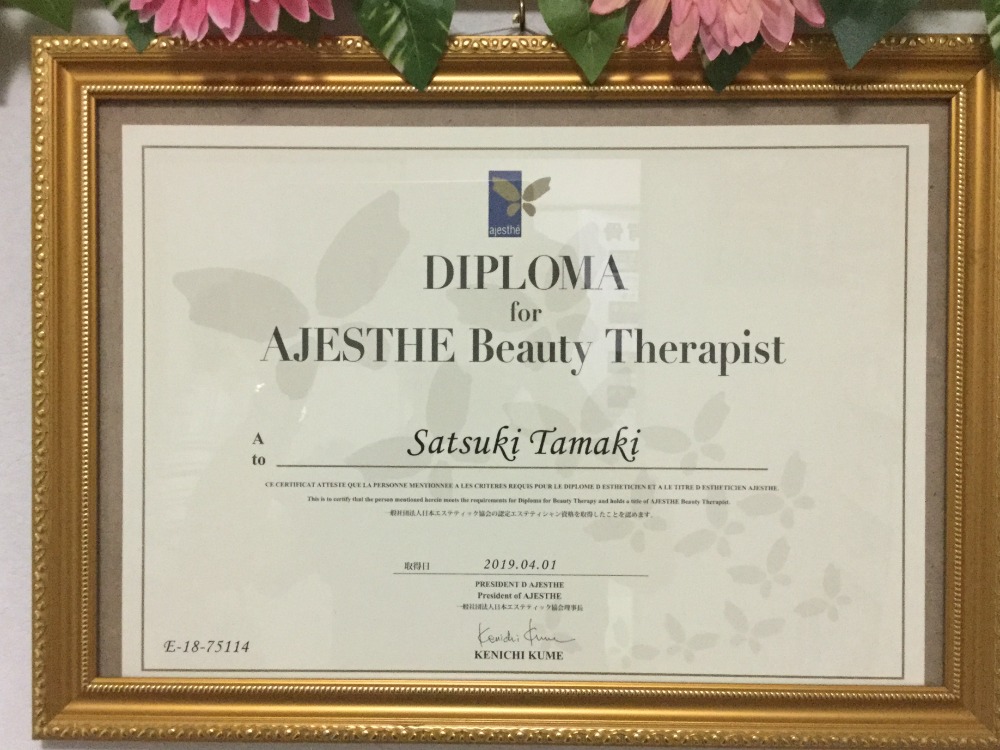 ajesthe
DIPLOMA
for
AJESTHE Beauty Therapist
A
to
Satsuki Tamaki
CE CERTIFICAT ATTESTE QUE LA PERSONNE MENTIONNEE A LES CRITERES REQUIS POUR LE DIPLOME D ESTHETICIEN ET A LE TITRE D ESTHETICIEN AJESTHE.
This is to certify that the person mentioned herein meets the requirements for Diploma for Beauty Therapy and holds a title of AJESTHE Beauty Therapist.
一般社団法人日本エステティック協会の認定エステティシャン資格を取得したことを認めます。
取得日 2019.04.01
PRESIDENT D AJESTHE
President of AJESTHE
一般社団法人日本エステティック協会理事長
Kenichi Kume
KENICHI KUME
E-18-75114